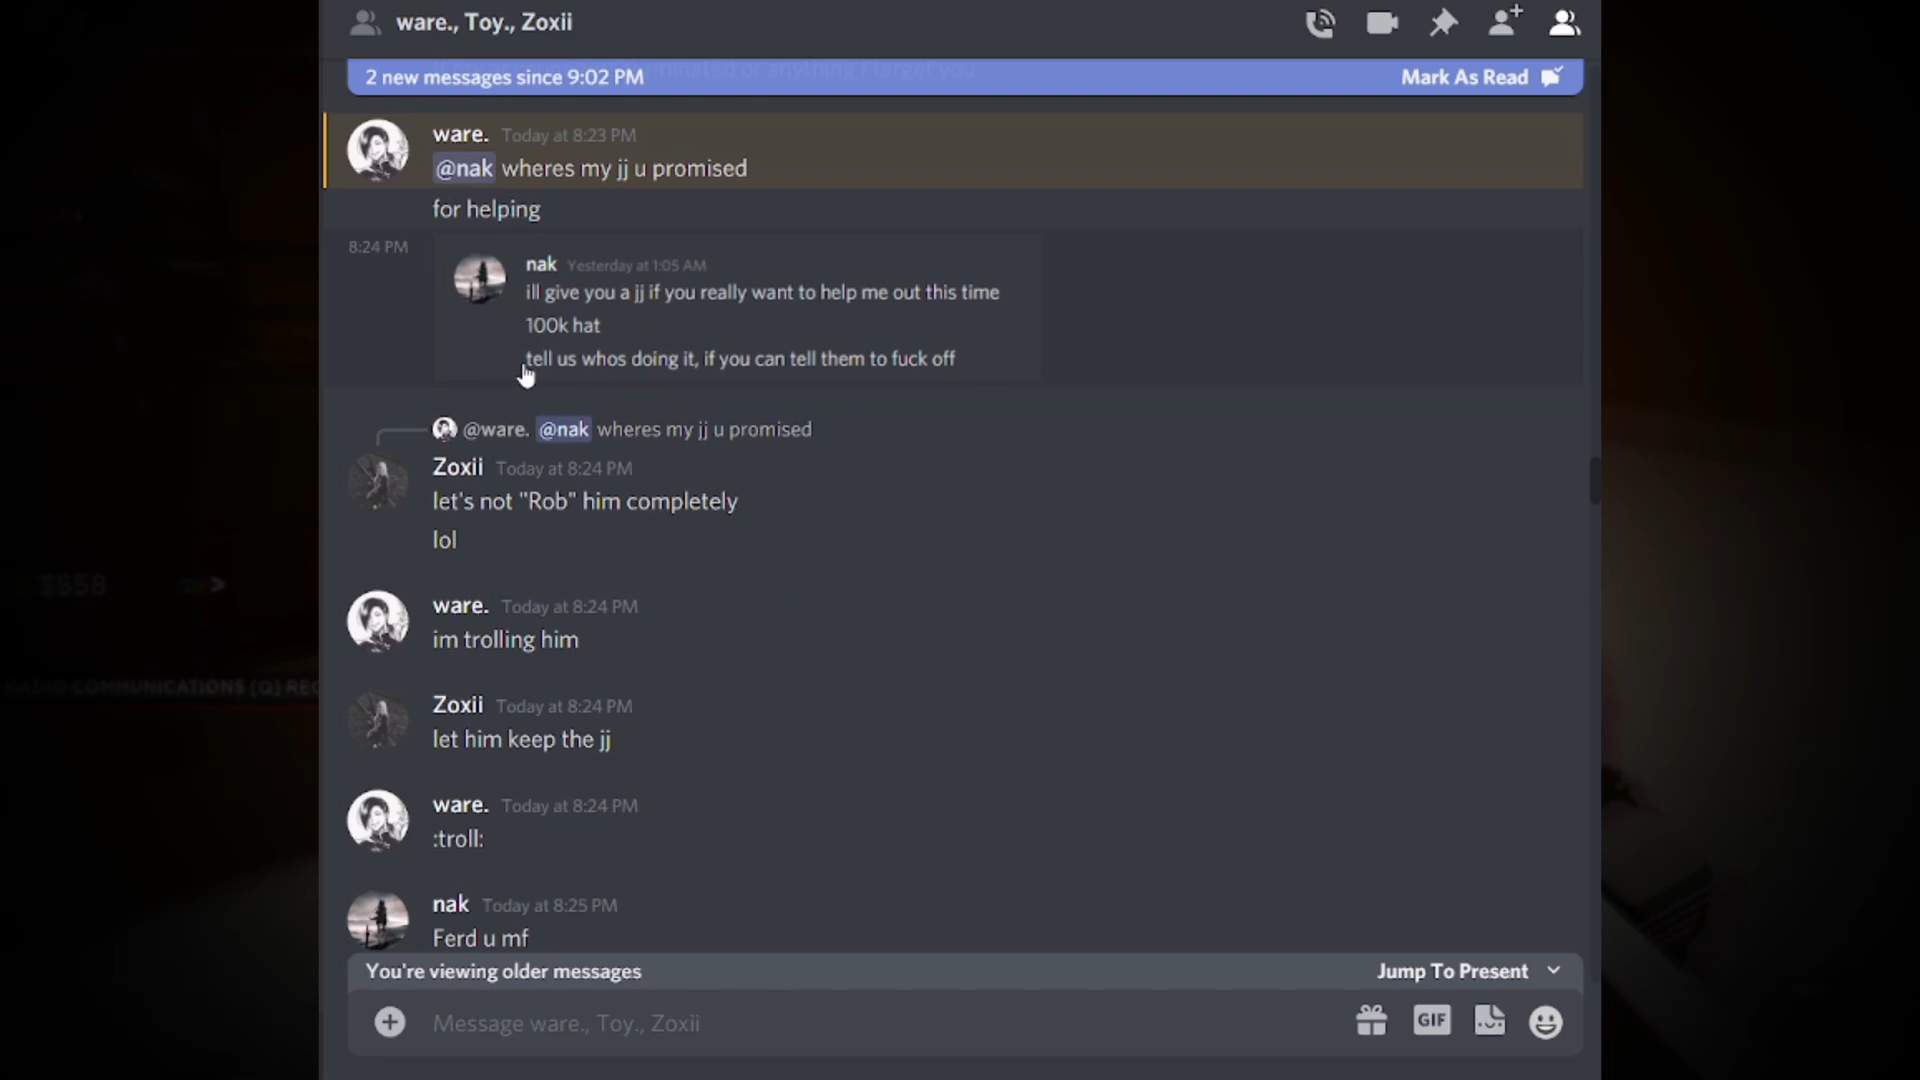 ware., Toy., Zoxii
2 new messages since 9:02 PM
Mark As Read
ware. Today at 8:23 PM
@nak wheres my jj u promised
for helping
8:24 PM
nak Yesterday at 1:05 AM
ill give you a jj if you really want to help me out this time
100k hat
tell us whos doing it, if you can tell them to fuck off
@ware. @nak wheres my jj u promised
Zoxii Today at 8:24 PM
let's not "Rob" him completely
lol
ware. Today at 8:24 PM
im trolling him
Zoxii Today at 8:24 PM
let him keep the jj
ware. Today at 8:24 PM
:troll:
nak Today at 8:25 PM
Ferd u mf
You're viewing older messages
Jump To Present
Message ware., Toy., Zoxii
GIF
$558
COMMUNICATIONS [Q]